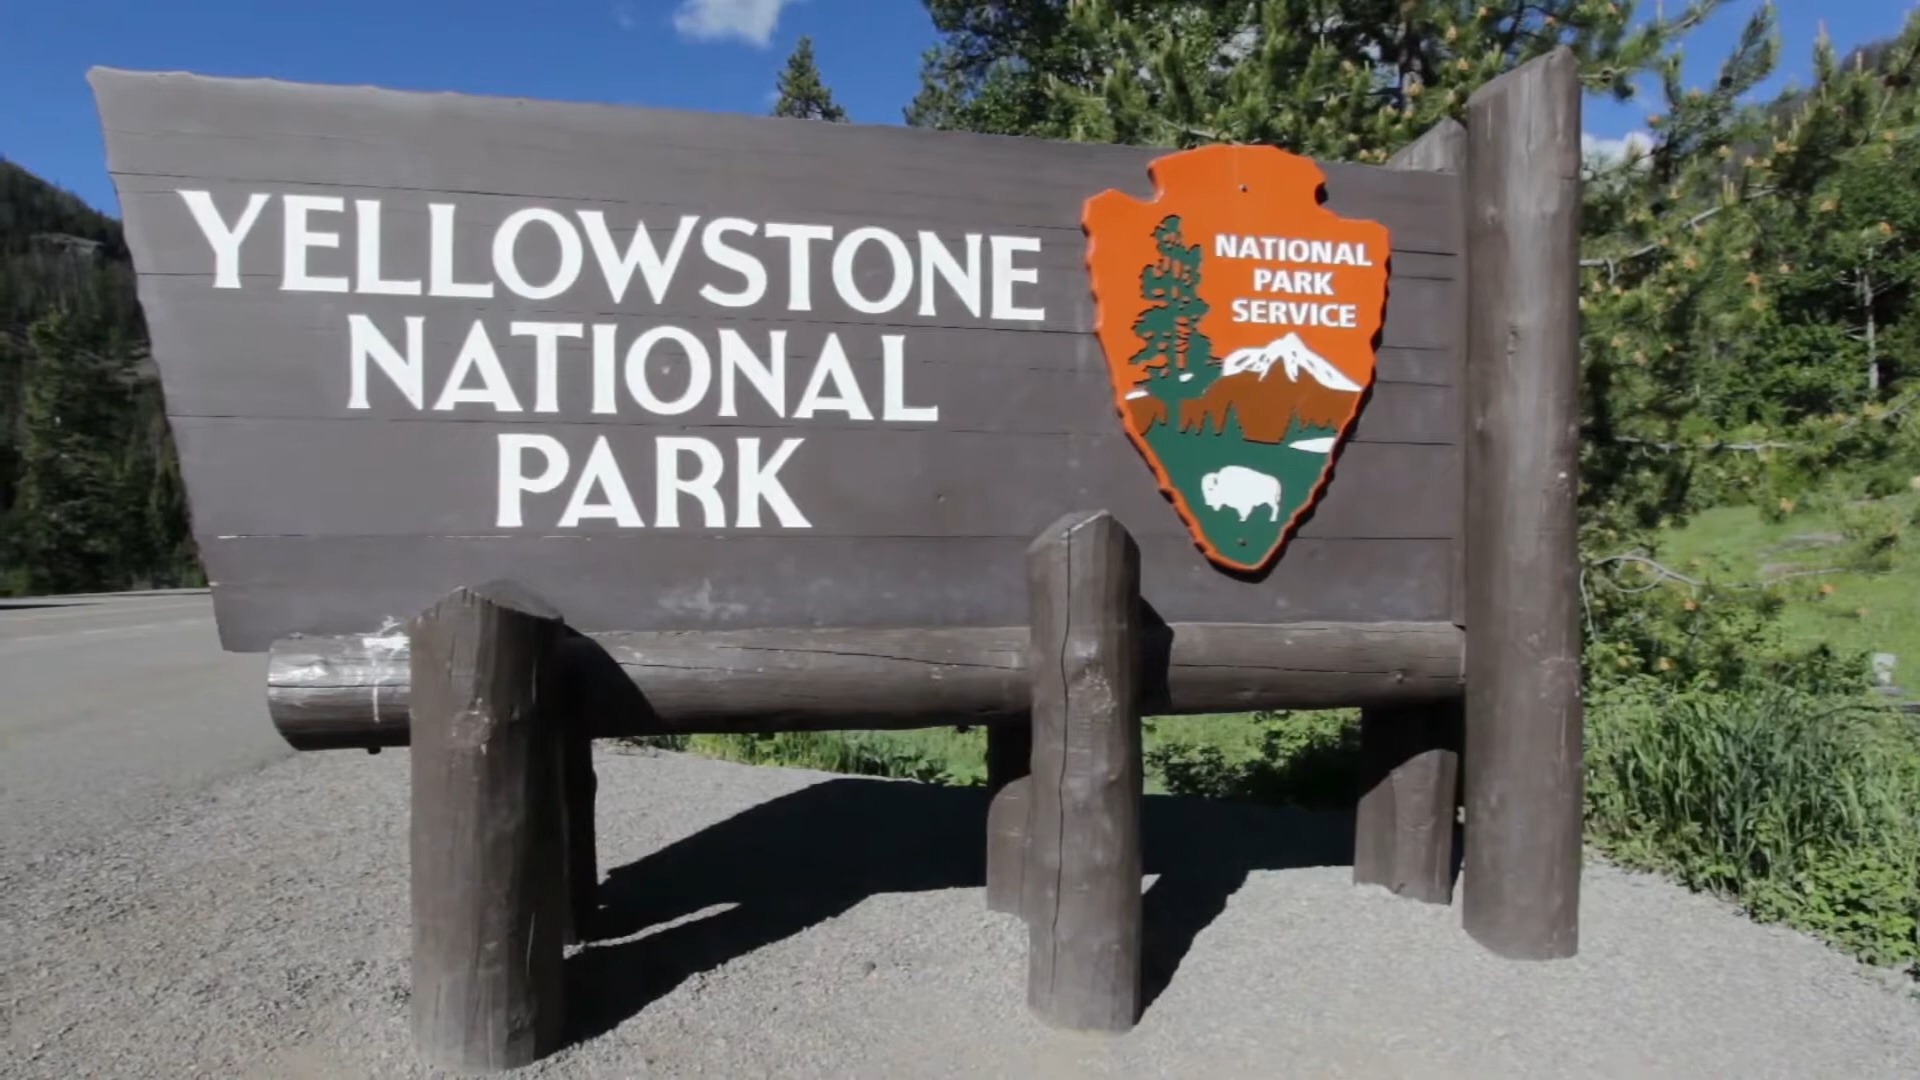 YELLOWSTONE
NATIONAL
PARK
NATIONAL
PARK
SERVICE